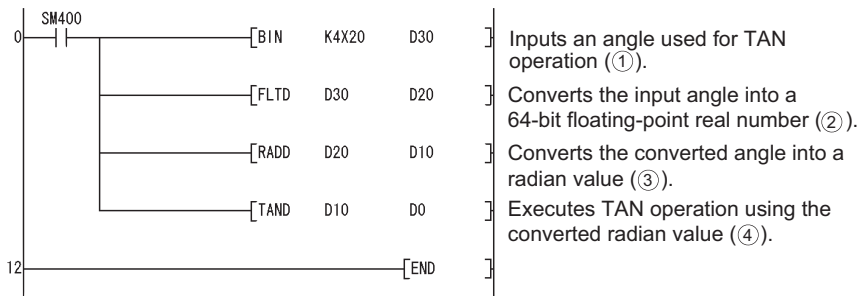 SM400
0 [BIN K4X20 D30 ] Inputs an angle used for TAN
operation (①).
[FLTD D30 D20 ] Converts the input angle into a
64-bit floating-point real number (②).
[RADD D20 D10 ] Converts the converted angle into a
radian value (③).
[TAND D10 D0 ] Executes TAN operation using the
converted radian value (④).
12 [END ]